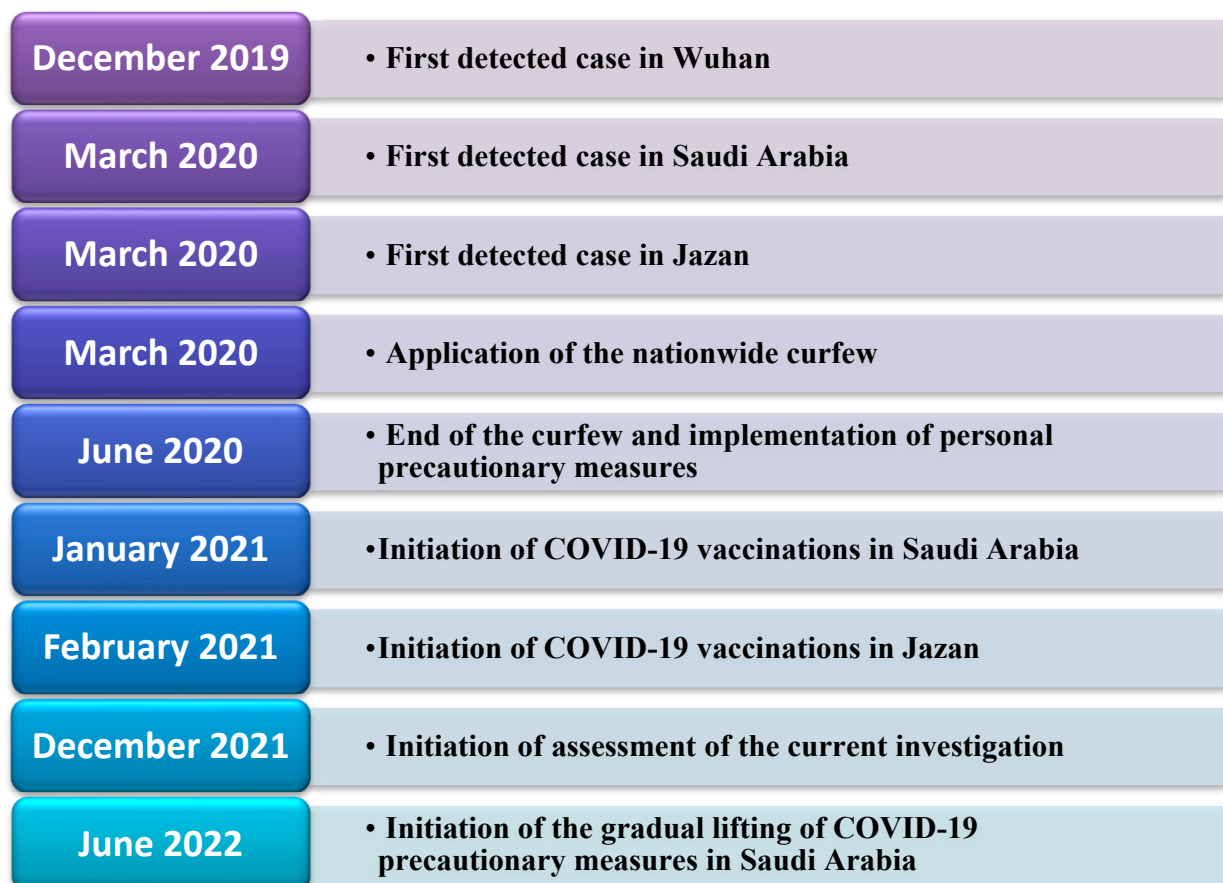 December 2019
• First detected case in Wuhan
March 2020
• First detected case in Saudi Arabia
March 2020
• First detected case in Jazan
March 2020
• Application of the nationwide curfew
June 2020
• End of the curfew and implementation of personal
precautionary measures
January 2021
•Initiation of COVID-19 vaccinations in Saudi Arabia
February 2021
•Initiation of COVID-19 vaccinations in Jazan
December 2021
• Initiation of assessment of the current investigation
June 2022
• Initiation of the gradual lifting of COVID-19
precautionary measures in Saudi Arabia